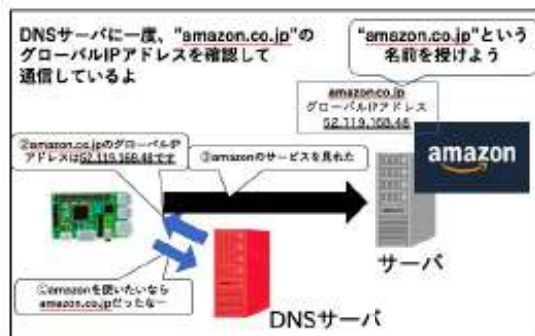 DNSサーバに一度、"amazon.co.jp"の
グローバルIPアドレスを確認して
通信しているよ
“amazon.co.jp”という
名前を授けよう
amazon.co.jp
グローバルIPアドレス
52.119.168.48
②amazon.co.jpのグローバルIP
アドレスは52.119.168.48です
③amazonのサービスを見れた
amazon
サーバ
①amazonを使いたいなら
amazon.co.jpだったなー
DNSサーバ